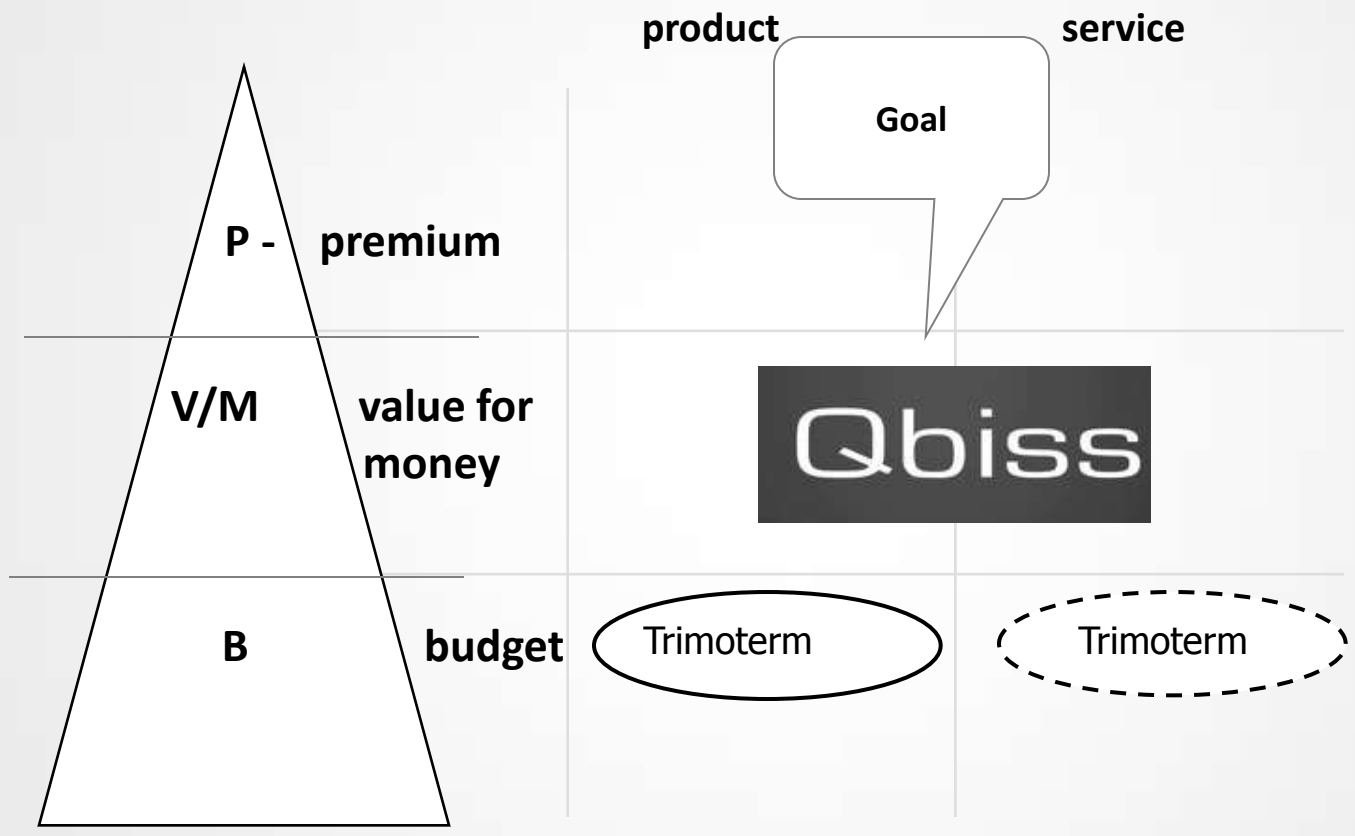 product
service
Goal
P -
premium
V/M
value for
money
Qbiss
B
budget
Trimoterm
Trimoterm